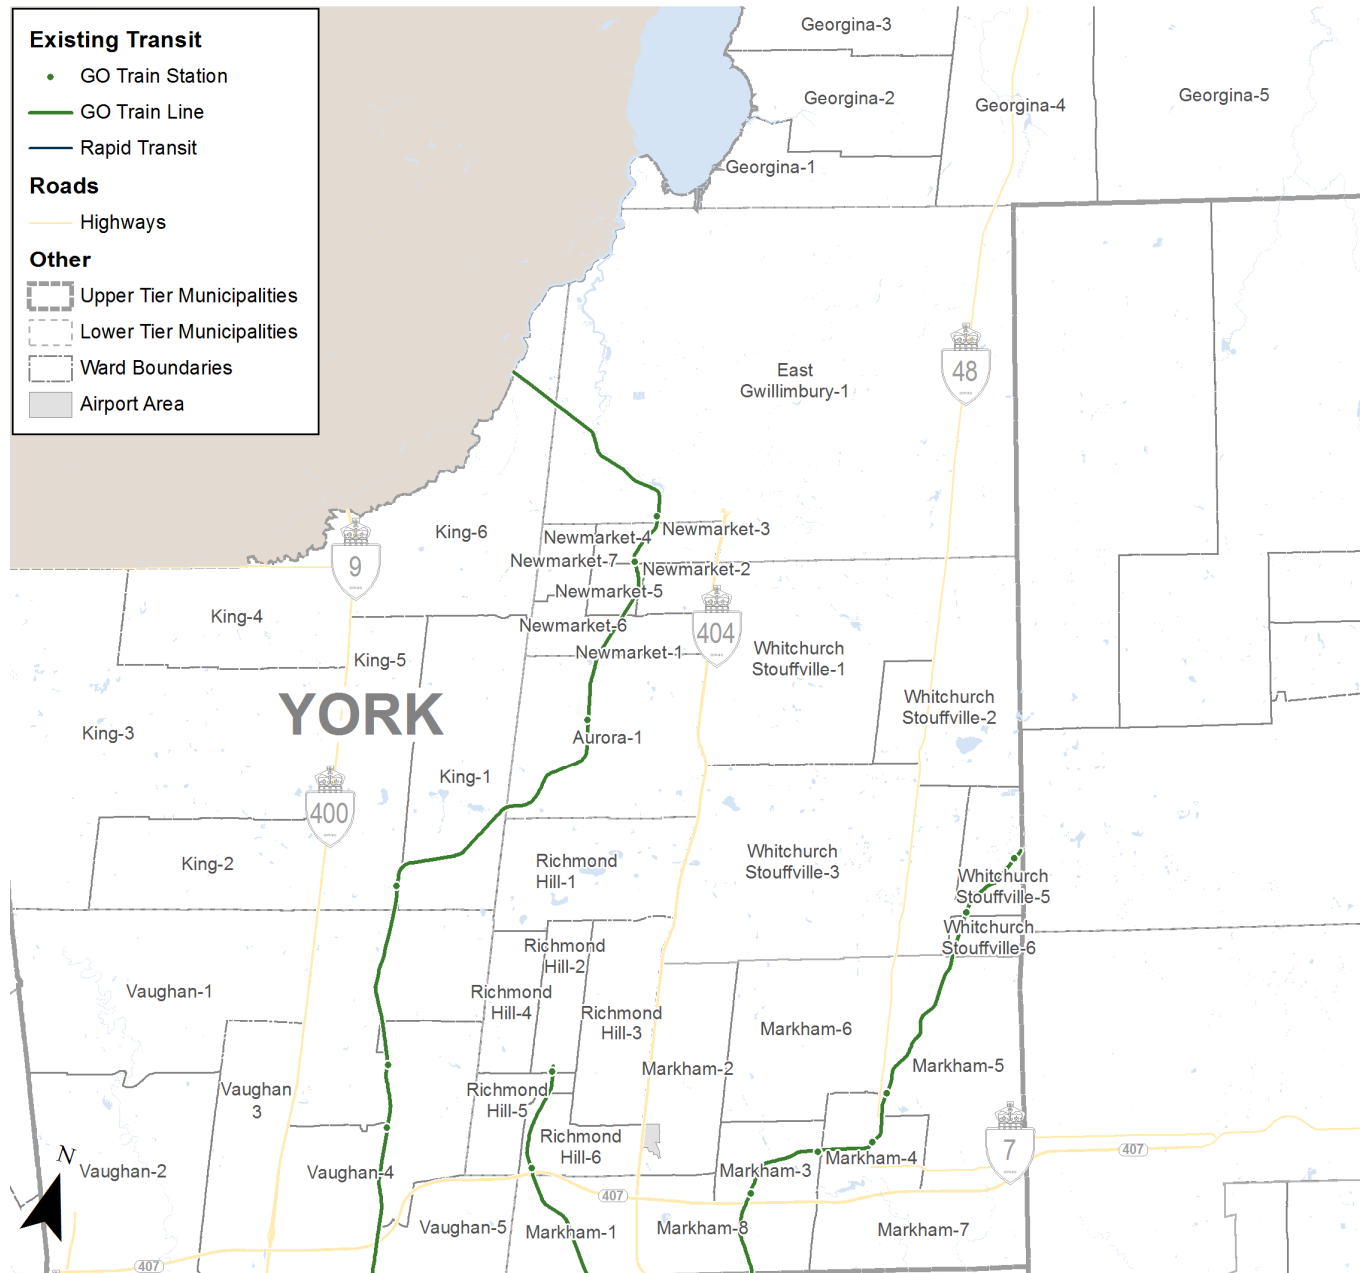 Existing Transit
GO Train Station
GO Train Line
Rapid Transit
Roads
Highways
Other
Upper Tier Municipalities
Lower Tier Municipalities
Ward Boundaries
Airport Area
Georgina-3
Georgina-2
Georgina-4
Georgina-5
Georgina-1
East
Gwillimbury-1
48
King-6
Newmarket-3
Newmarket-4
Newmarket-7
9
Newmarket-2
Newmarket-5
King-4
Newmarket-6
404
Newmarket-1
Whitchurch
Stouffville-1
King-5
Whitchurch
Stouffville-2
YORK
King-3
Aurora-1
King-1
400
King-2
Richmond
Hill-1
Whitchurch
Stouffville-3
Whitchurch
Stouffville-5
Whitchurch
Stouffville-6
Richmond
Hill-2
Vaughan-1
Richmond
Hill-4
Richmond
Hill-3
Markham-6
Markham-2
Markham-5
Vaughan
3
Richmond
Hill-5
Richmond
Hill-6
7
407
N
Vaughan-2
Vaughan-4
Markham-3
Markham-4
407
Vaughan-5
Markham-1
Markham-8
Markham-7
407